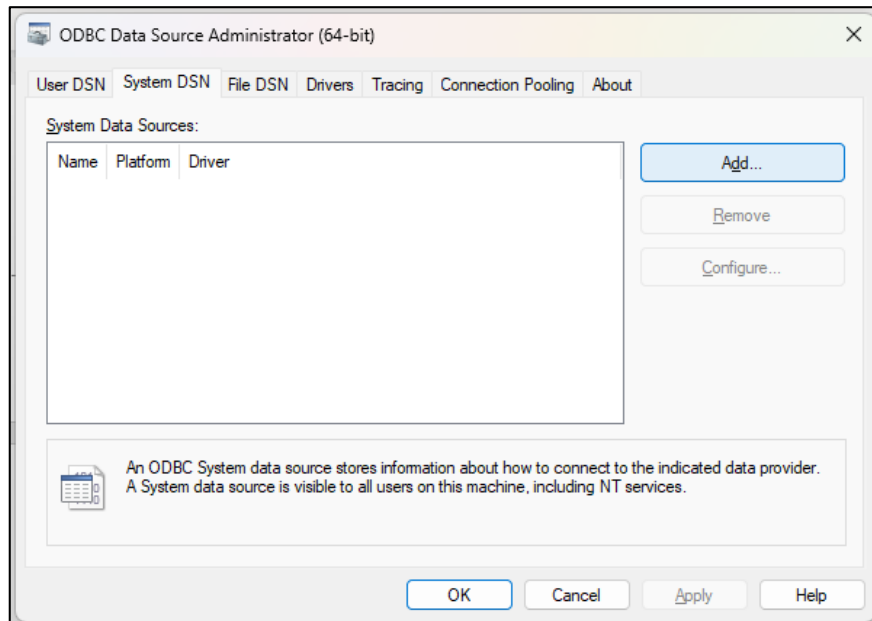 ODBC Data Source Administrator (64-bit)
User DSN System DSN File DSN Drivers Tracing Connection Pooling About
System Data Sources:
Name Platform Driver
Add...
Remove
Configure...
An ODBC System data source stores information about how to connect to the indicated data provider.
A System data source is visible to all users on this machine, including NT services.
OK Cancel Apply Help